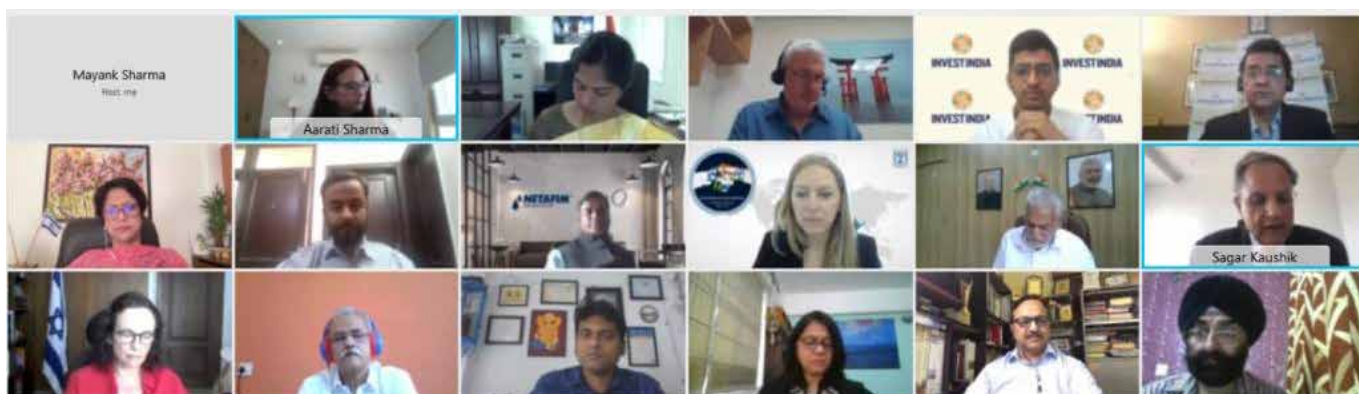 Mayank Sharma
Host, me
Aarati Sharma
INVEST INDIA
INVEST INDIA
INVEST INDIA
INVEST INDIA
NETAFIM
Sagar Kaushik